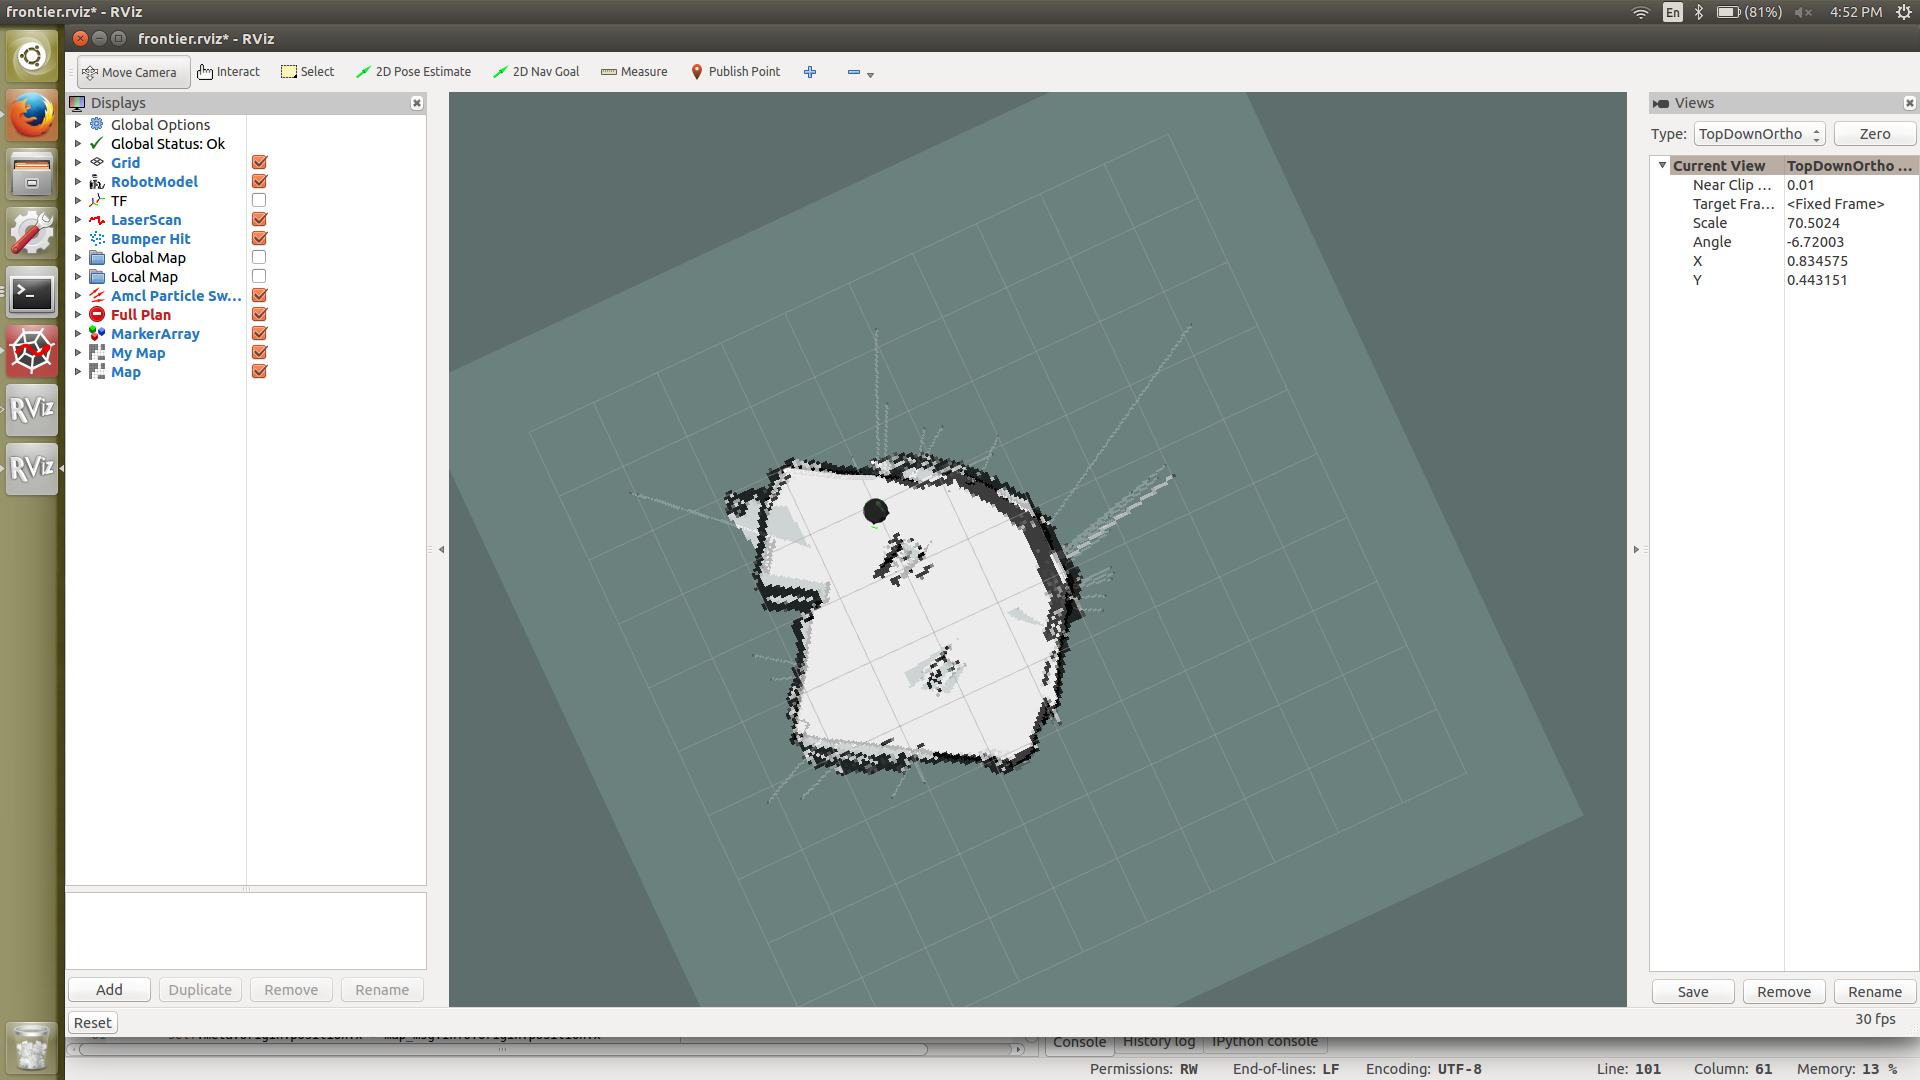 frontier.rviz* - RViz
En
(81%)
4:52 PM
frontier.rviz* - RViz
Move Camera
Interact
Select
2D Pose Estimate
2D Nav Goal
Measure
Publish Point
Displays
Global Options
Global Status: Ok
Grid
RobotModel
TF
LaserScan
Bumper Hit
Global Map
Local Map
Amcl Particle Sw...
Full Plan
MarkerArray
My Map
Map
Add
Duplicate
Remove
Rename
Reset
RViz
RViz
Views
Type: TopDownOrtho
Zero
Current View TopDownOrtho ...
Near Clip ... 0.01
Target Fra... <Fixed Frame>
Scale 70.5024
Angle -6.72003
X 0.834575
Y 0.443151
Save
Remove
Rename
30 fps
Console
History log
IPython console
Permissions: RW
End-of-lines: LF
Encoding: UTF-8
Line: 101
Column: 61
Memory: 13 %